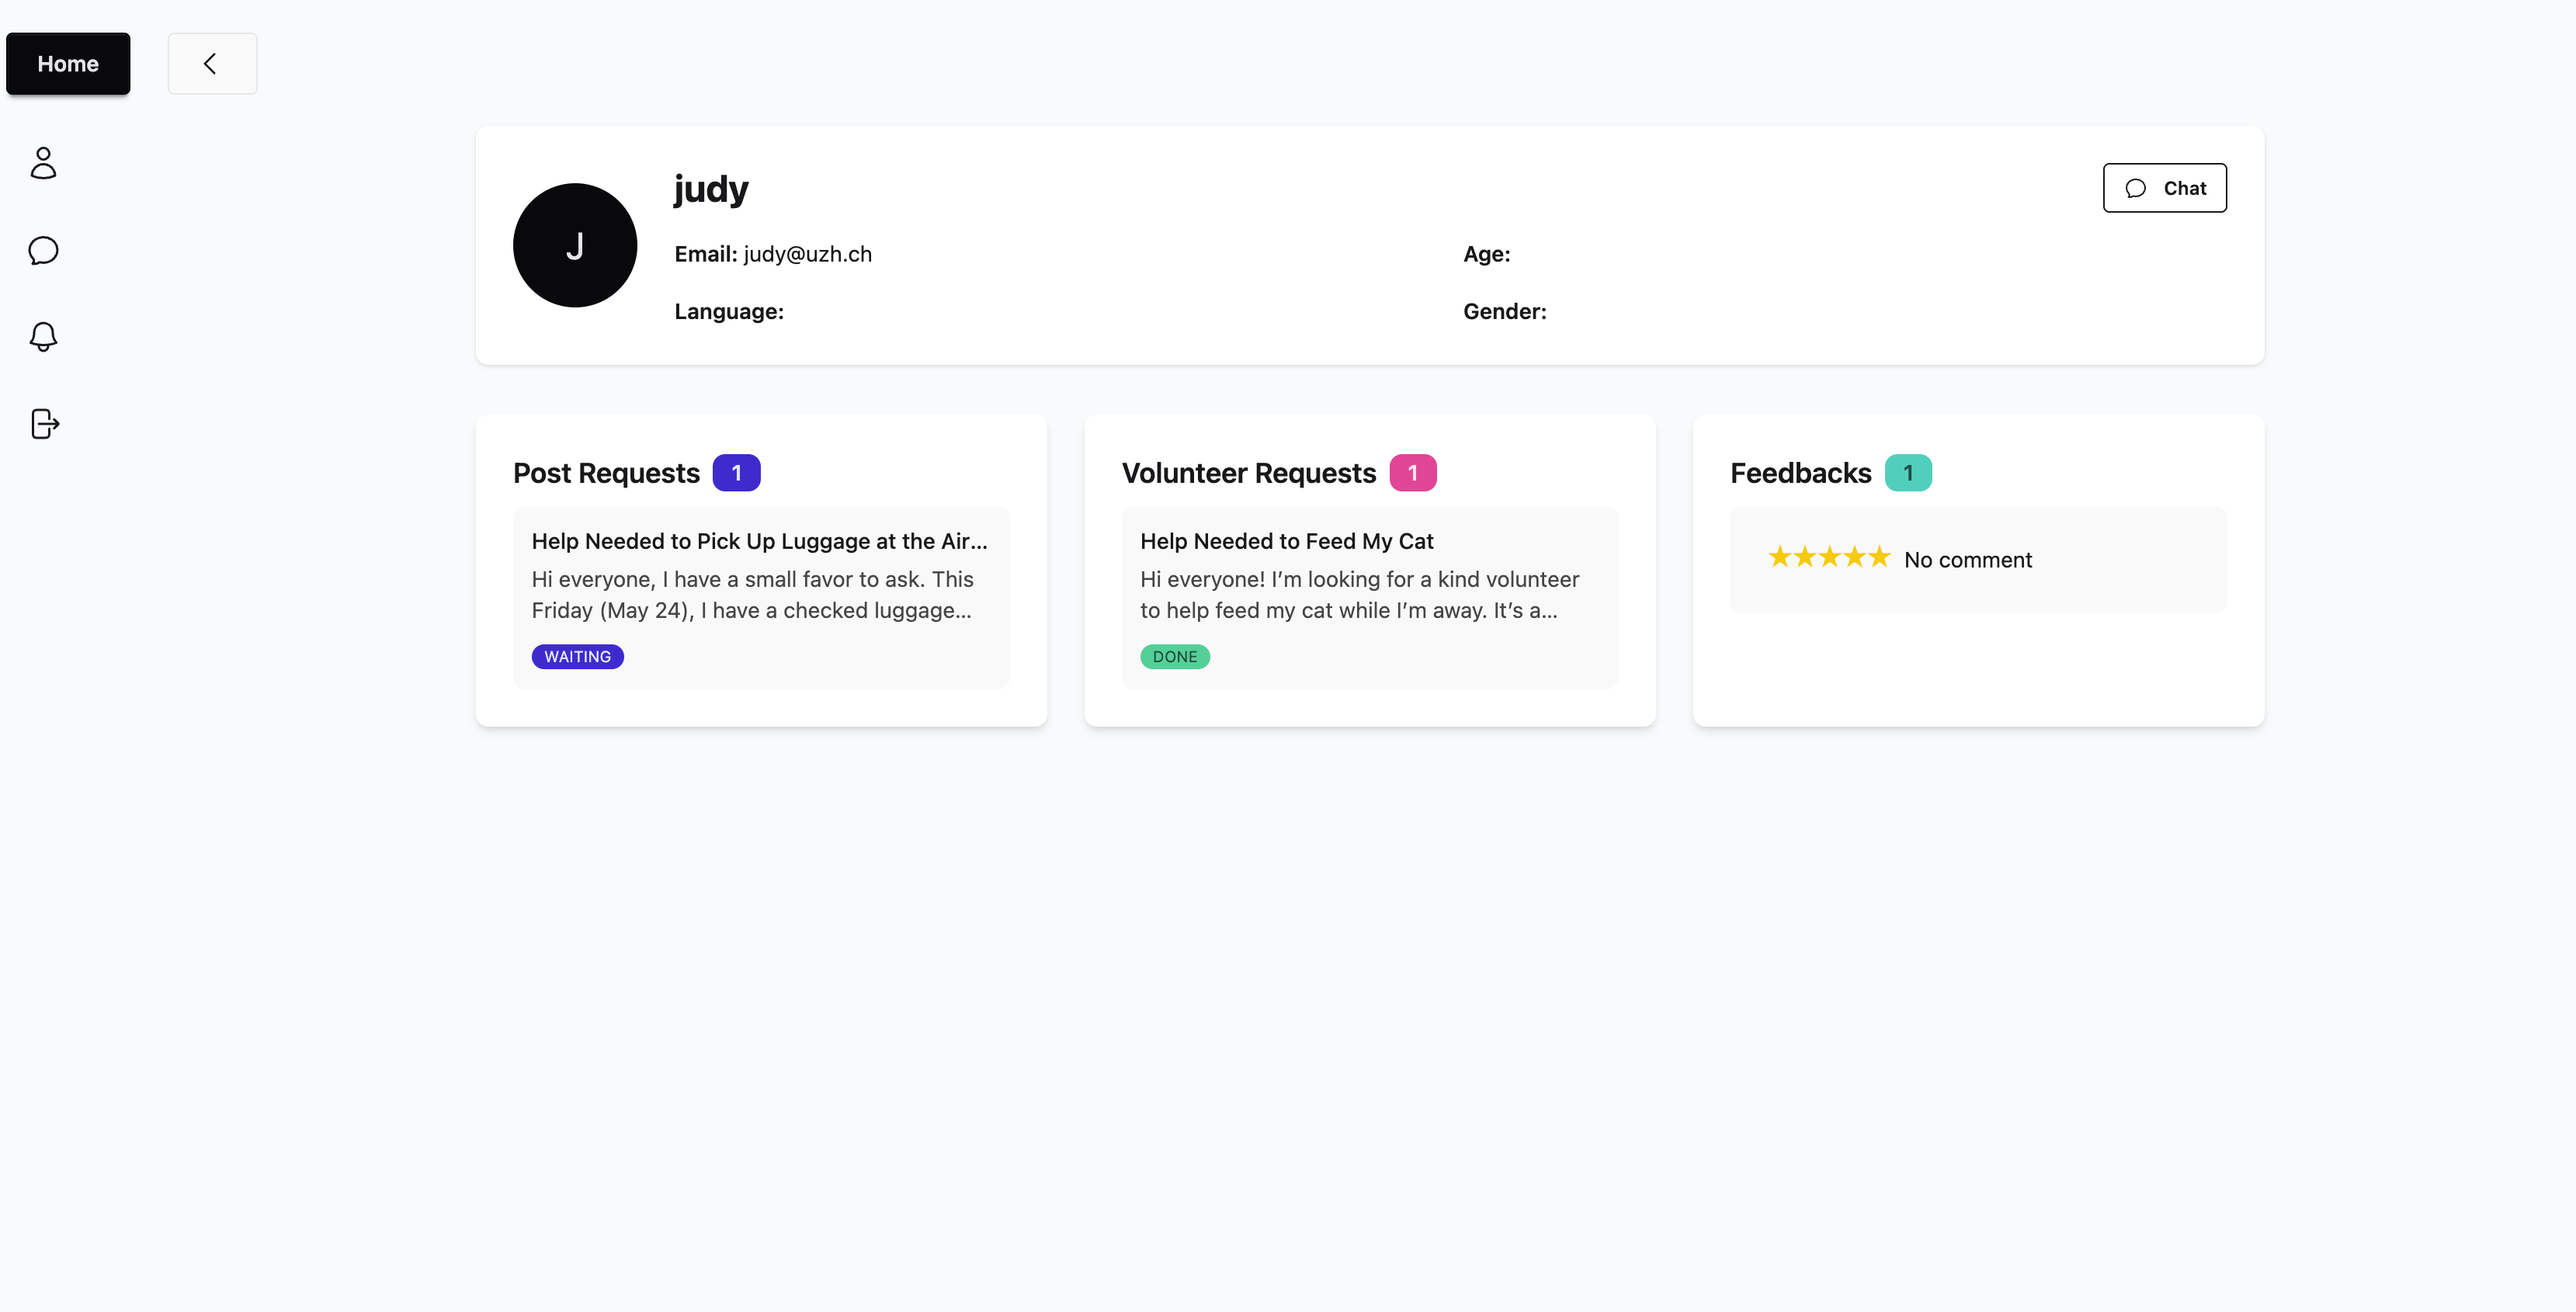 Home
judy
Chat
J
Email: judy@uzh.ch
Age:
Language:
Gender:
Post Requests 1
Help Needed to Pick Up Luggage at the Air...
Hi everyone, I have a small favor to ask. This
Friday (May 24), I have a checked luggage...
WAITING
Volunteer Requests 1
Help Needed to Feed My Cat
Hi everyone! I’m looking for a kind volunteer
to help feed my cat while I’m away. It’s a...
DONE
Feedbacks 1
★★★★★ No comment